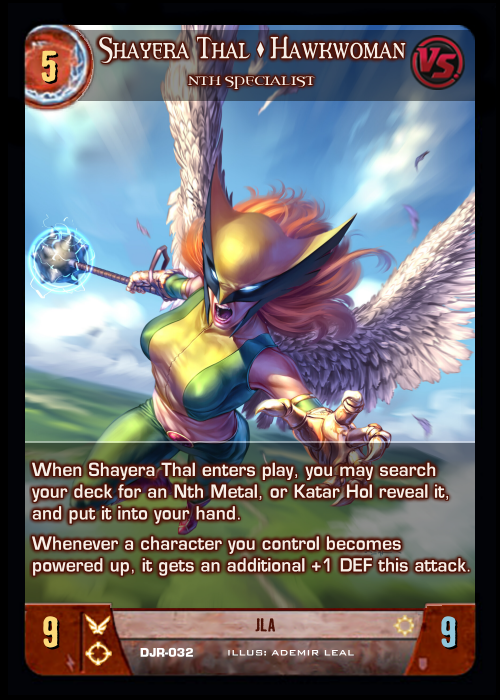 5
Shayera Thal ♦ Hawkwoman
VS
Nth Specialist
When Shayera Thal enters play, you may search
your deck for an Nth Metal, or Katar Hol reveal it,
and put it into your hand.
Whenever a character you control becomes
powered up, it gets an additional +1 DEF this attack.
9
JLA
9
DJR-032
ILLUS: ADEMIR LEAL